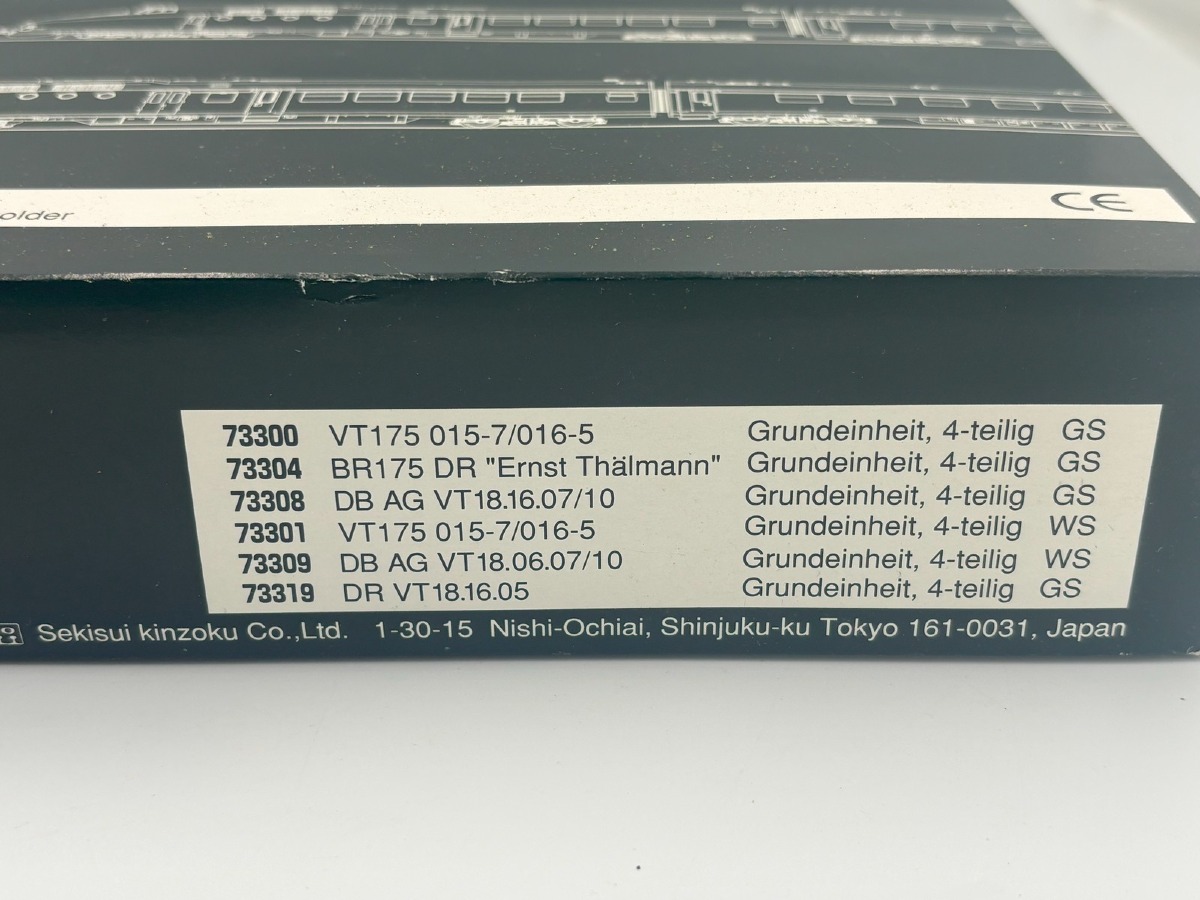 older
CE
73300 VT175 015-7/016-5 Grundeinheit, 4-teilig GS
73304 BR175 DR "Ernst Thälmann" Grundeinheit, 4-teilig GS
73308 DB AG VT18.16.07/10 Grundeinheit, 4-teilig GS
73301 VT175 015-7/016-5 Grundeinheit, 4-teilig WS
73309 DB AG VT18.06.07/10 Grundeinheit, 4-teilig WS
73319 DR VT18.16.05 Grundeinheit, 4-teilig GS
Sekisui kinzoku Co.,Ltd. 1-30-15 Nishi-Ochiai, Shinjuku-ku Tokyo 161-0031, Japan